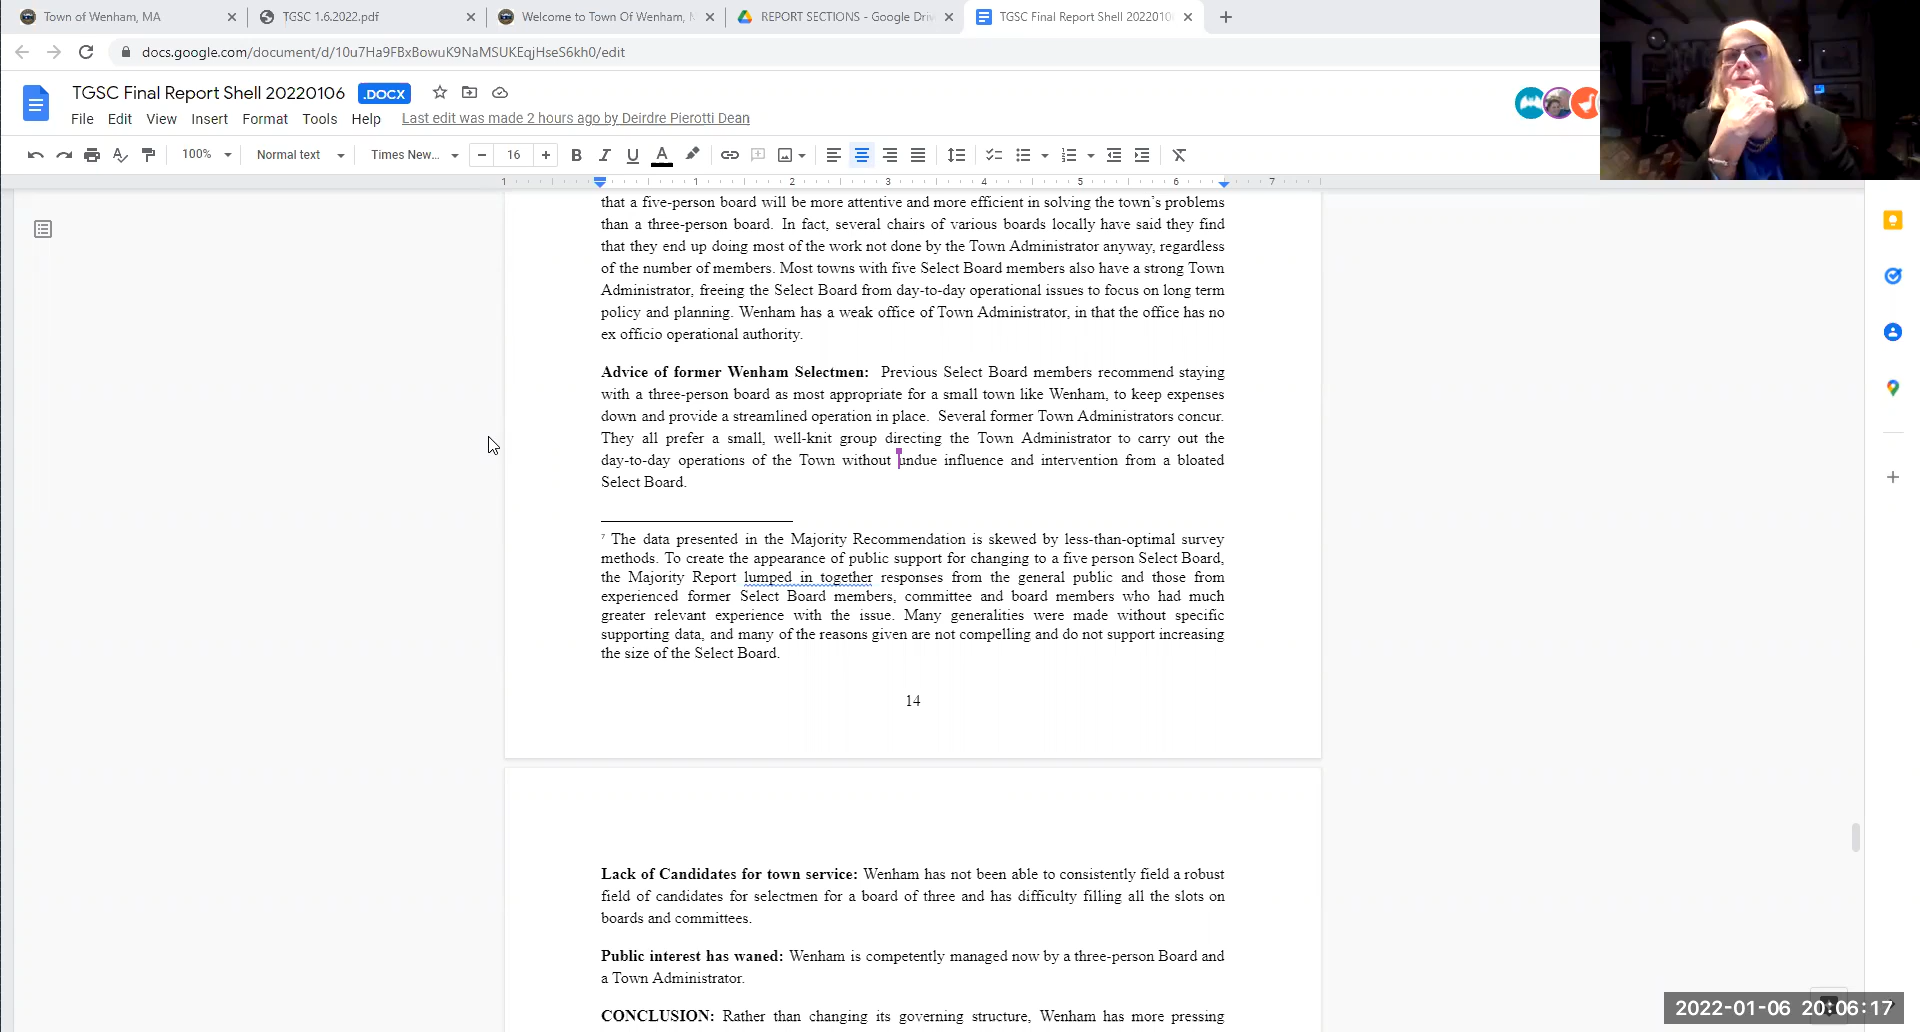 Town of Wenham, MA
TGSC 1.6.2022.pdf
Welcome to Town Of Wenham, M
REPORT SECTIONS - Google Driv
TGSC Final Report Shell 2022010
docs.google.com/document/d/10u7Ha9FBxBowuK9NaMSUKEqjHseS6kh0/edit
TGSC Final Report Shell 20220106 .DOCX
File Edit View Insert Format Tools Help Last edit was made 2 hours ago by Deirdre Pierotti Dean
100% Normal text Times New... 16 B I U A
1 1 2 3 4 5 6 7
that a five-person board will be more attentive and more efficient in solving the town's problems
than a three-person board. In fact, several chairs of various boards locally have said they find
that they end up doing most of the work not done by the Town Administrator anyway, regardless
of the number of members. Most towns with five Select Board members also have a strong Town
Administrator, freeing the Select Board from day-to-day operational issues to focus on long term
policy and planning. Wenham has a weak office of Town Administrator, in that the office has no
ex officio operational authority.
Advice of former Wenham Selectmen: Previous Select Board members recommend staying
with a three-person board as most appropriate for a small town like Wenham, to keep expenses
down and provide a streamlined operation in place. Several former Town Administrators concur.
They all prefer a small, well-knit group directing the Town Administrator to carry out the
day-to-day operations of the Town without undue influence and intervention from a bloated
Select Board.
7 The data presented in the Majority Recommendation is skewed by less-than-optimal survey
methods. To create the appearance of public support for changing to a five person Select Board,
the Majority Report lumped in together responses from the general public and those from
experienced former Select Board members, committee and board members who had much
greater relevant experience with the issue. Many generalities were made without specific
supporting data, and many of the reasons given are not compelling and do not support increasing
the size of the Select Board.
14
Lack of Candidates for town service: Wenham has not been able to consistently field a robust
field of candidates for selectmen for a board of three and has difficulty filling all the slots on
boards and committees.
Public interest has waned: Wenham is competently managed now by a three-person Board and
a Town Administrator.
CONCLUSION: Rather than changing its governing structure, Wenham has more pressing
2022-01-06 20:06:17